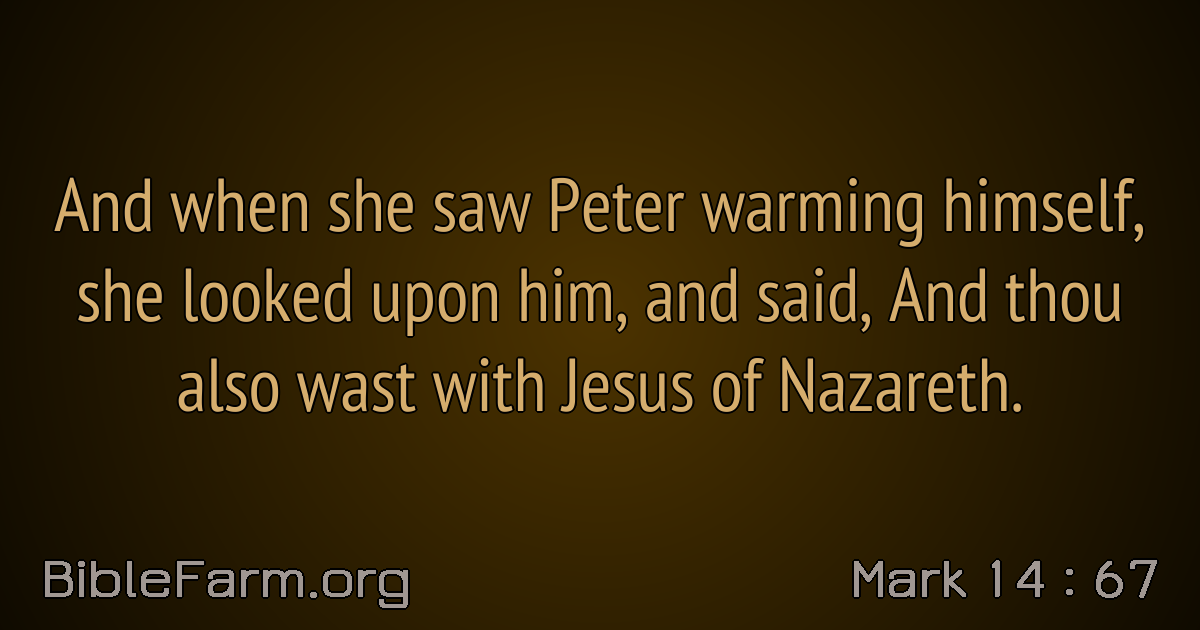 And when she saw Peter warming himself,
she looked upon him, and said, And thou
also wast with Jesus of Nazareth.
BibleFarm.org
Mark 14 : 67